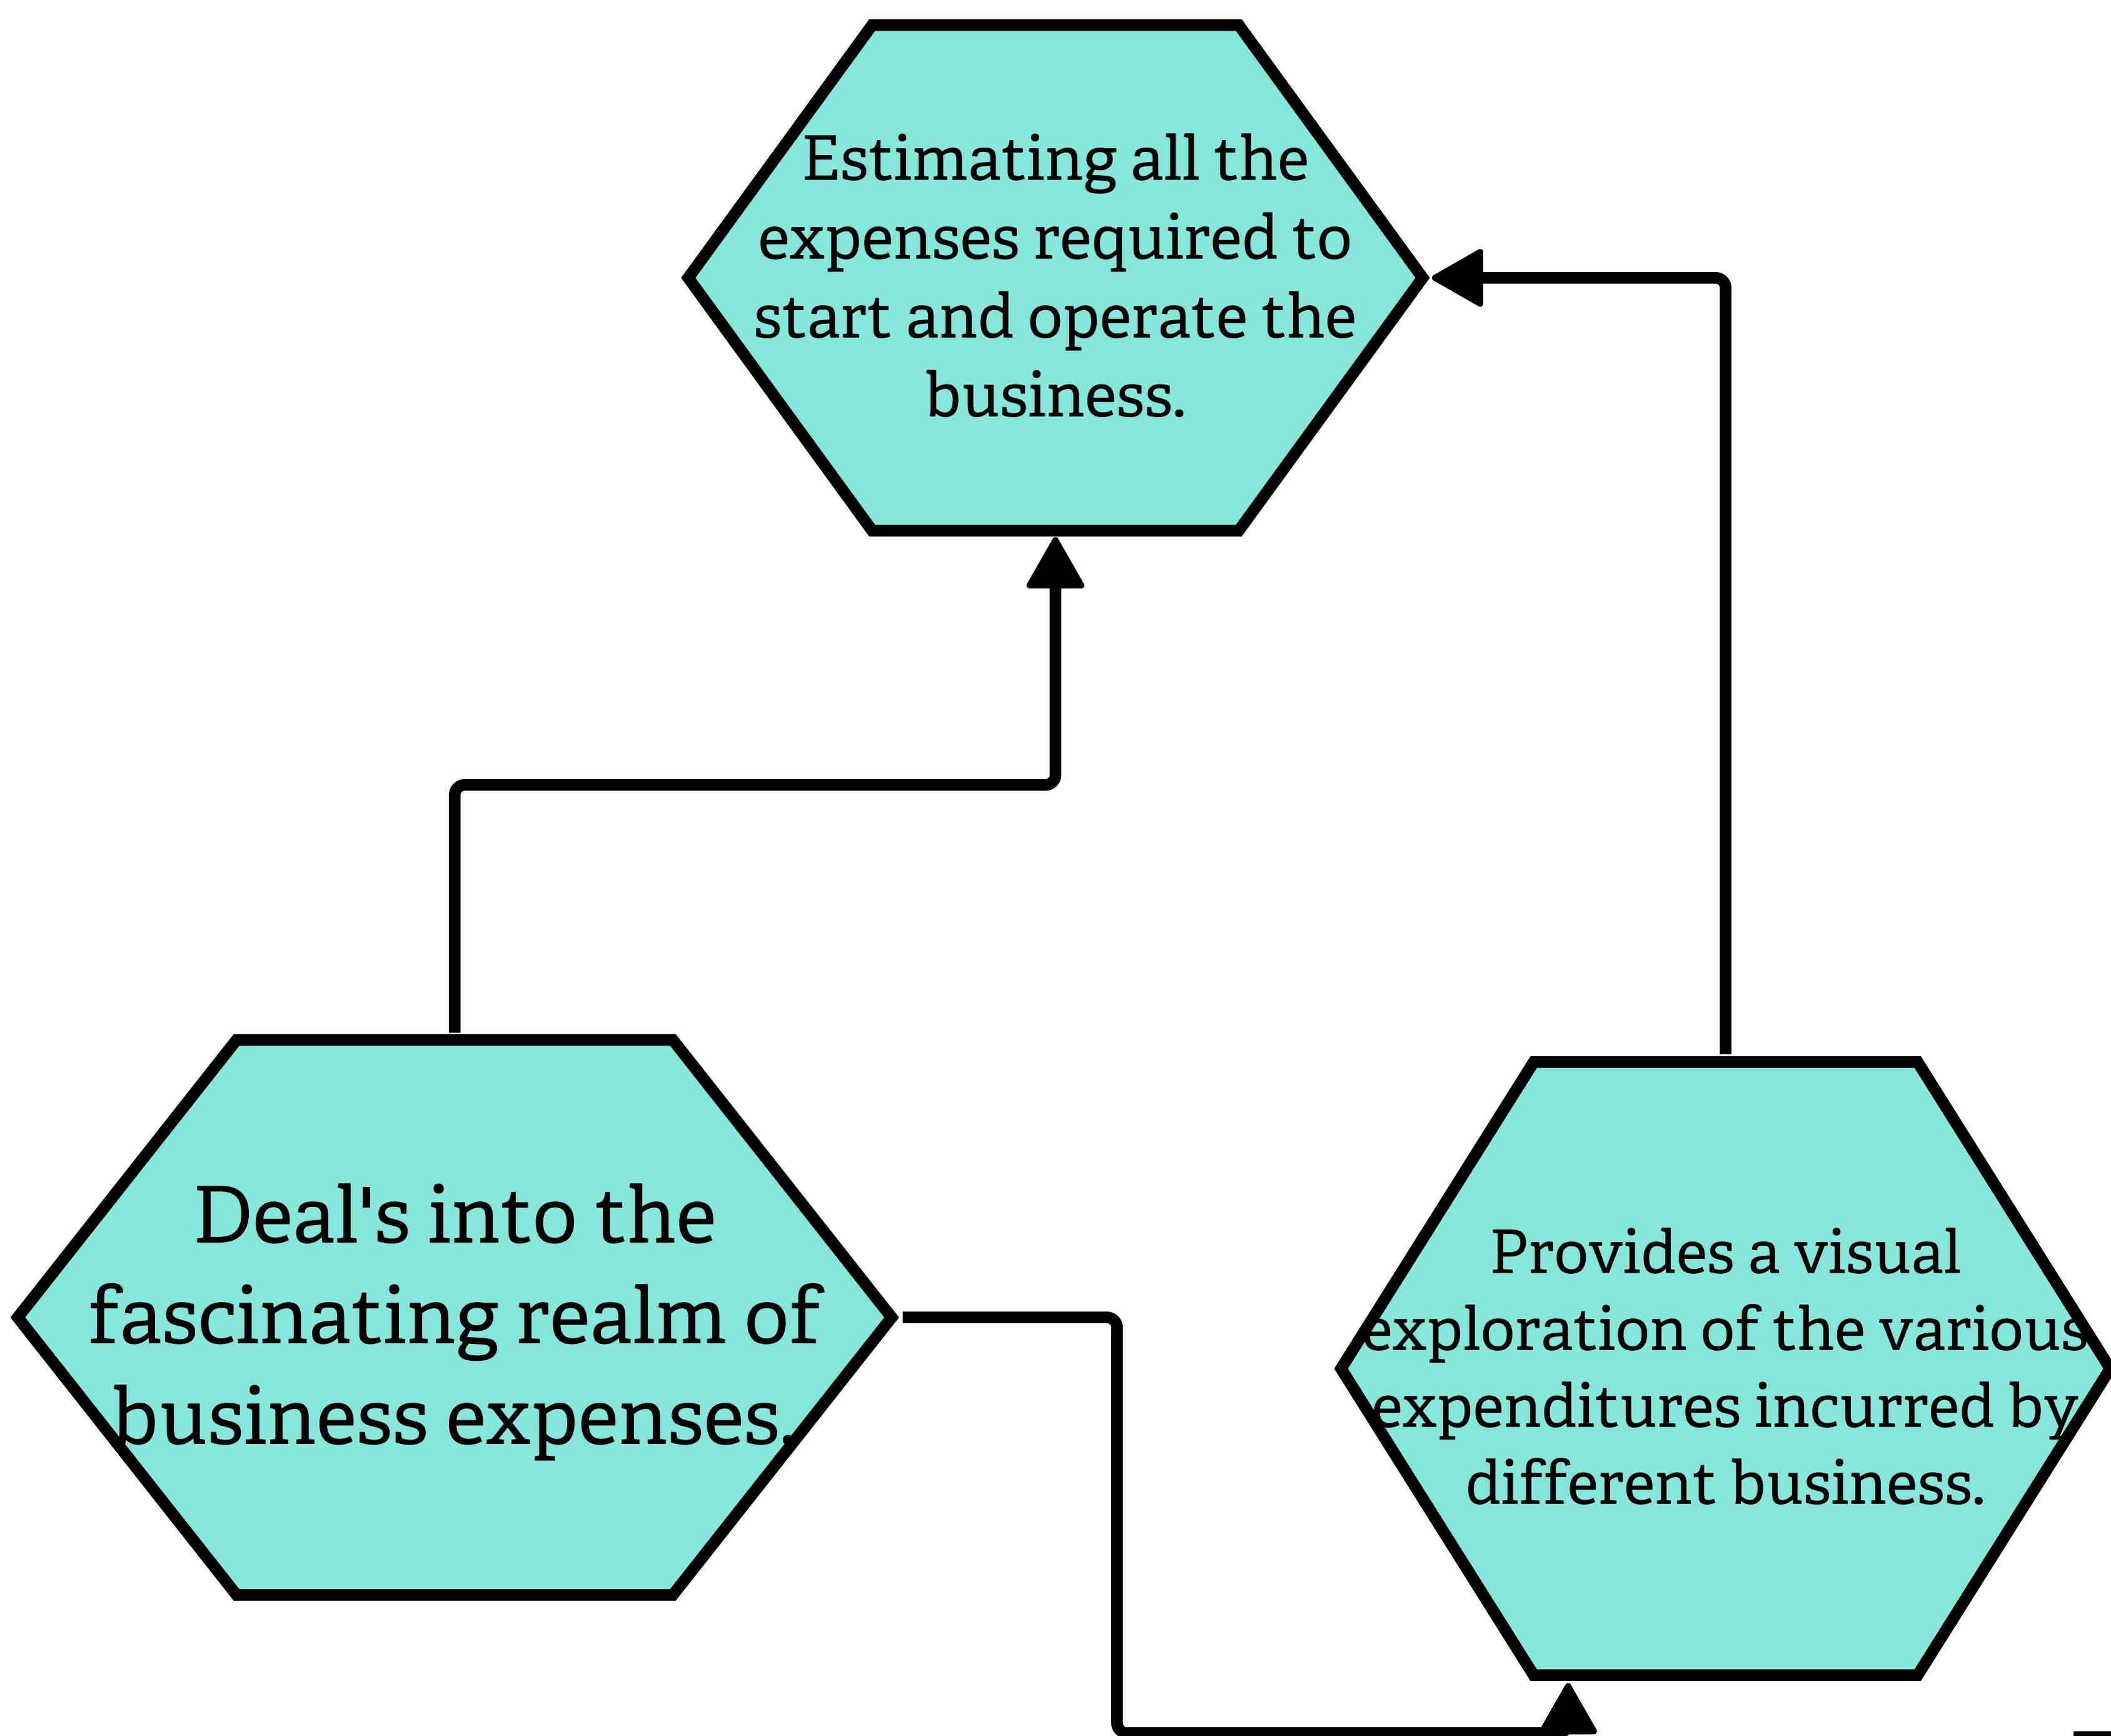 Estimating all the
expenses required to
start and operate the
business.
Deal's into the
fascinating realm of
business expenses.
Provides a visual
exploration of the various
expenditures incurred by
different business.